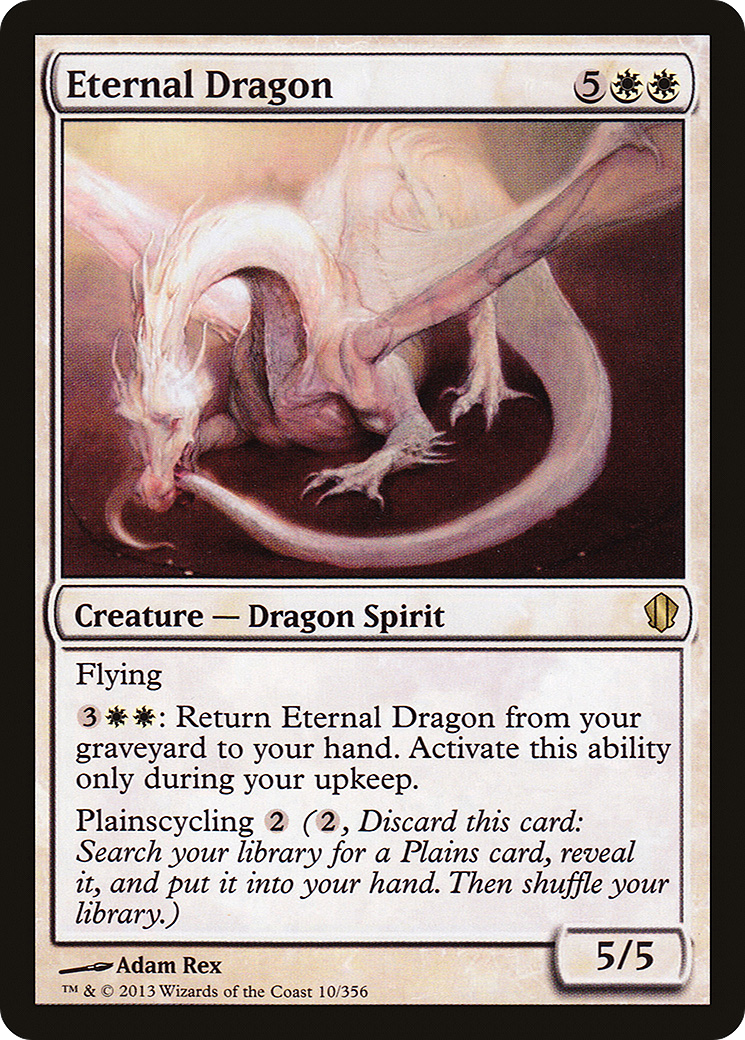 Eternal Dragon 5
Creature — Dragon Spirit
Flying
3: Return Eternal Dragon from your
graveyard to your hand. Activate this ability
only during your upkeep.
Plainscycling 2 (2, Discard this card:
Search your library for a Plains card, reveal
it, and put it into your hand. Then shuffle your
library.)
5/5
Adam Rex
™ & © 2013 Wizards of the Coast 10/356